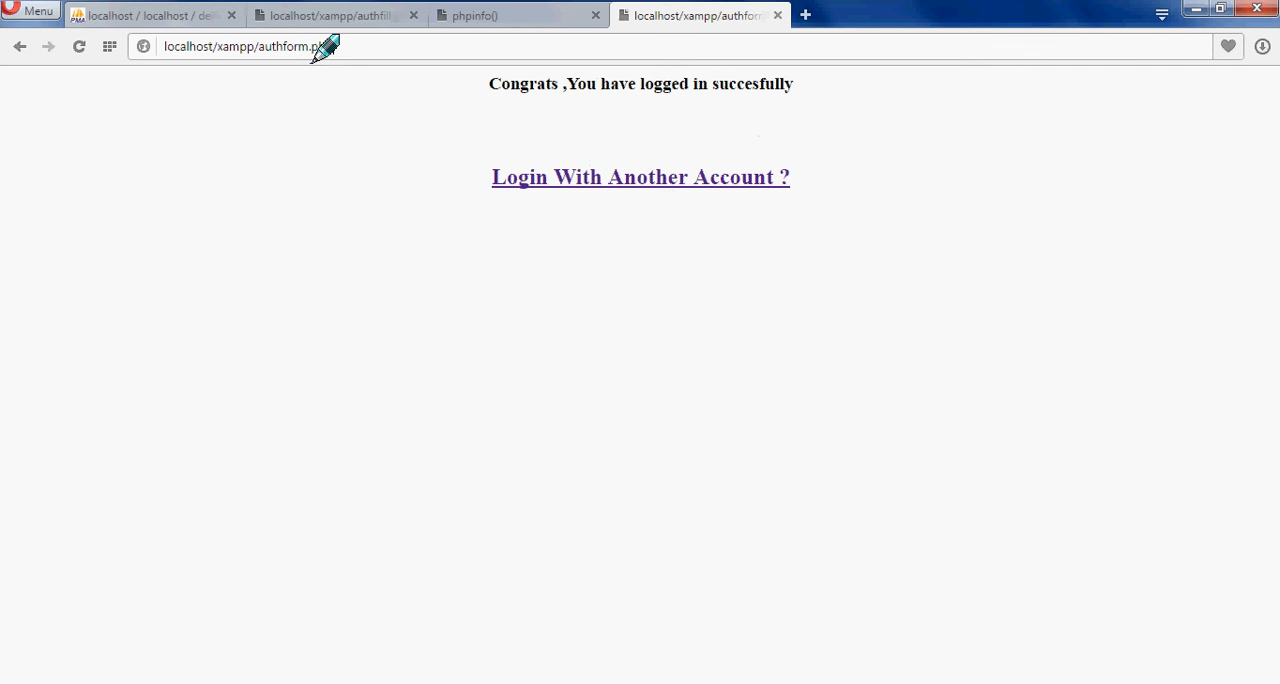 Menu
localhost / localhost / de
localhost/xampp/authfill
phpinfo()
localhost/xampp/authform
localhost/xampp/authform.p
Congrats ,You have logged in succesfully
Login With Another Account ?